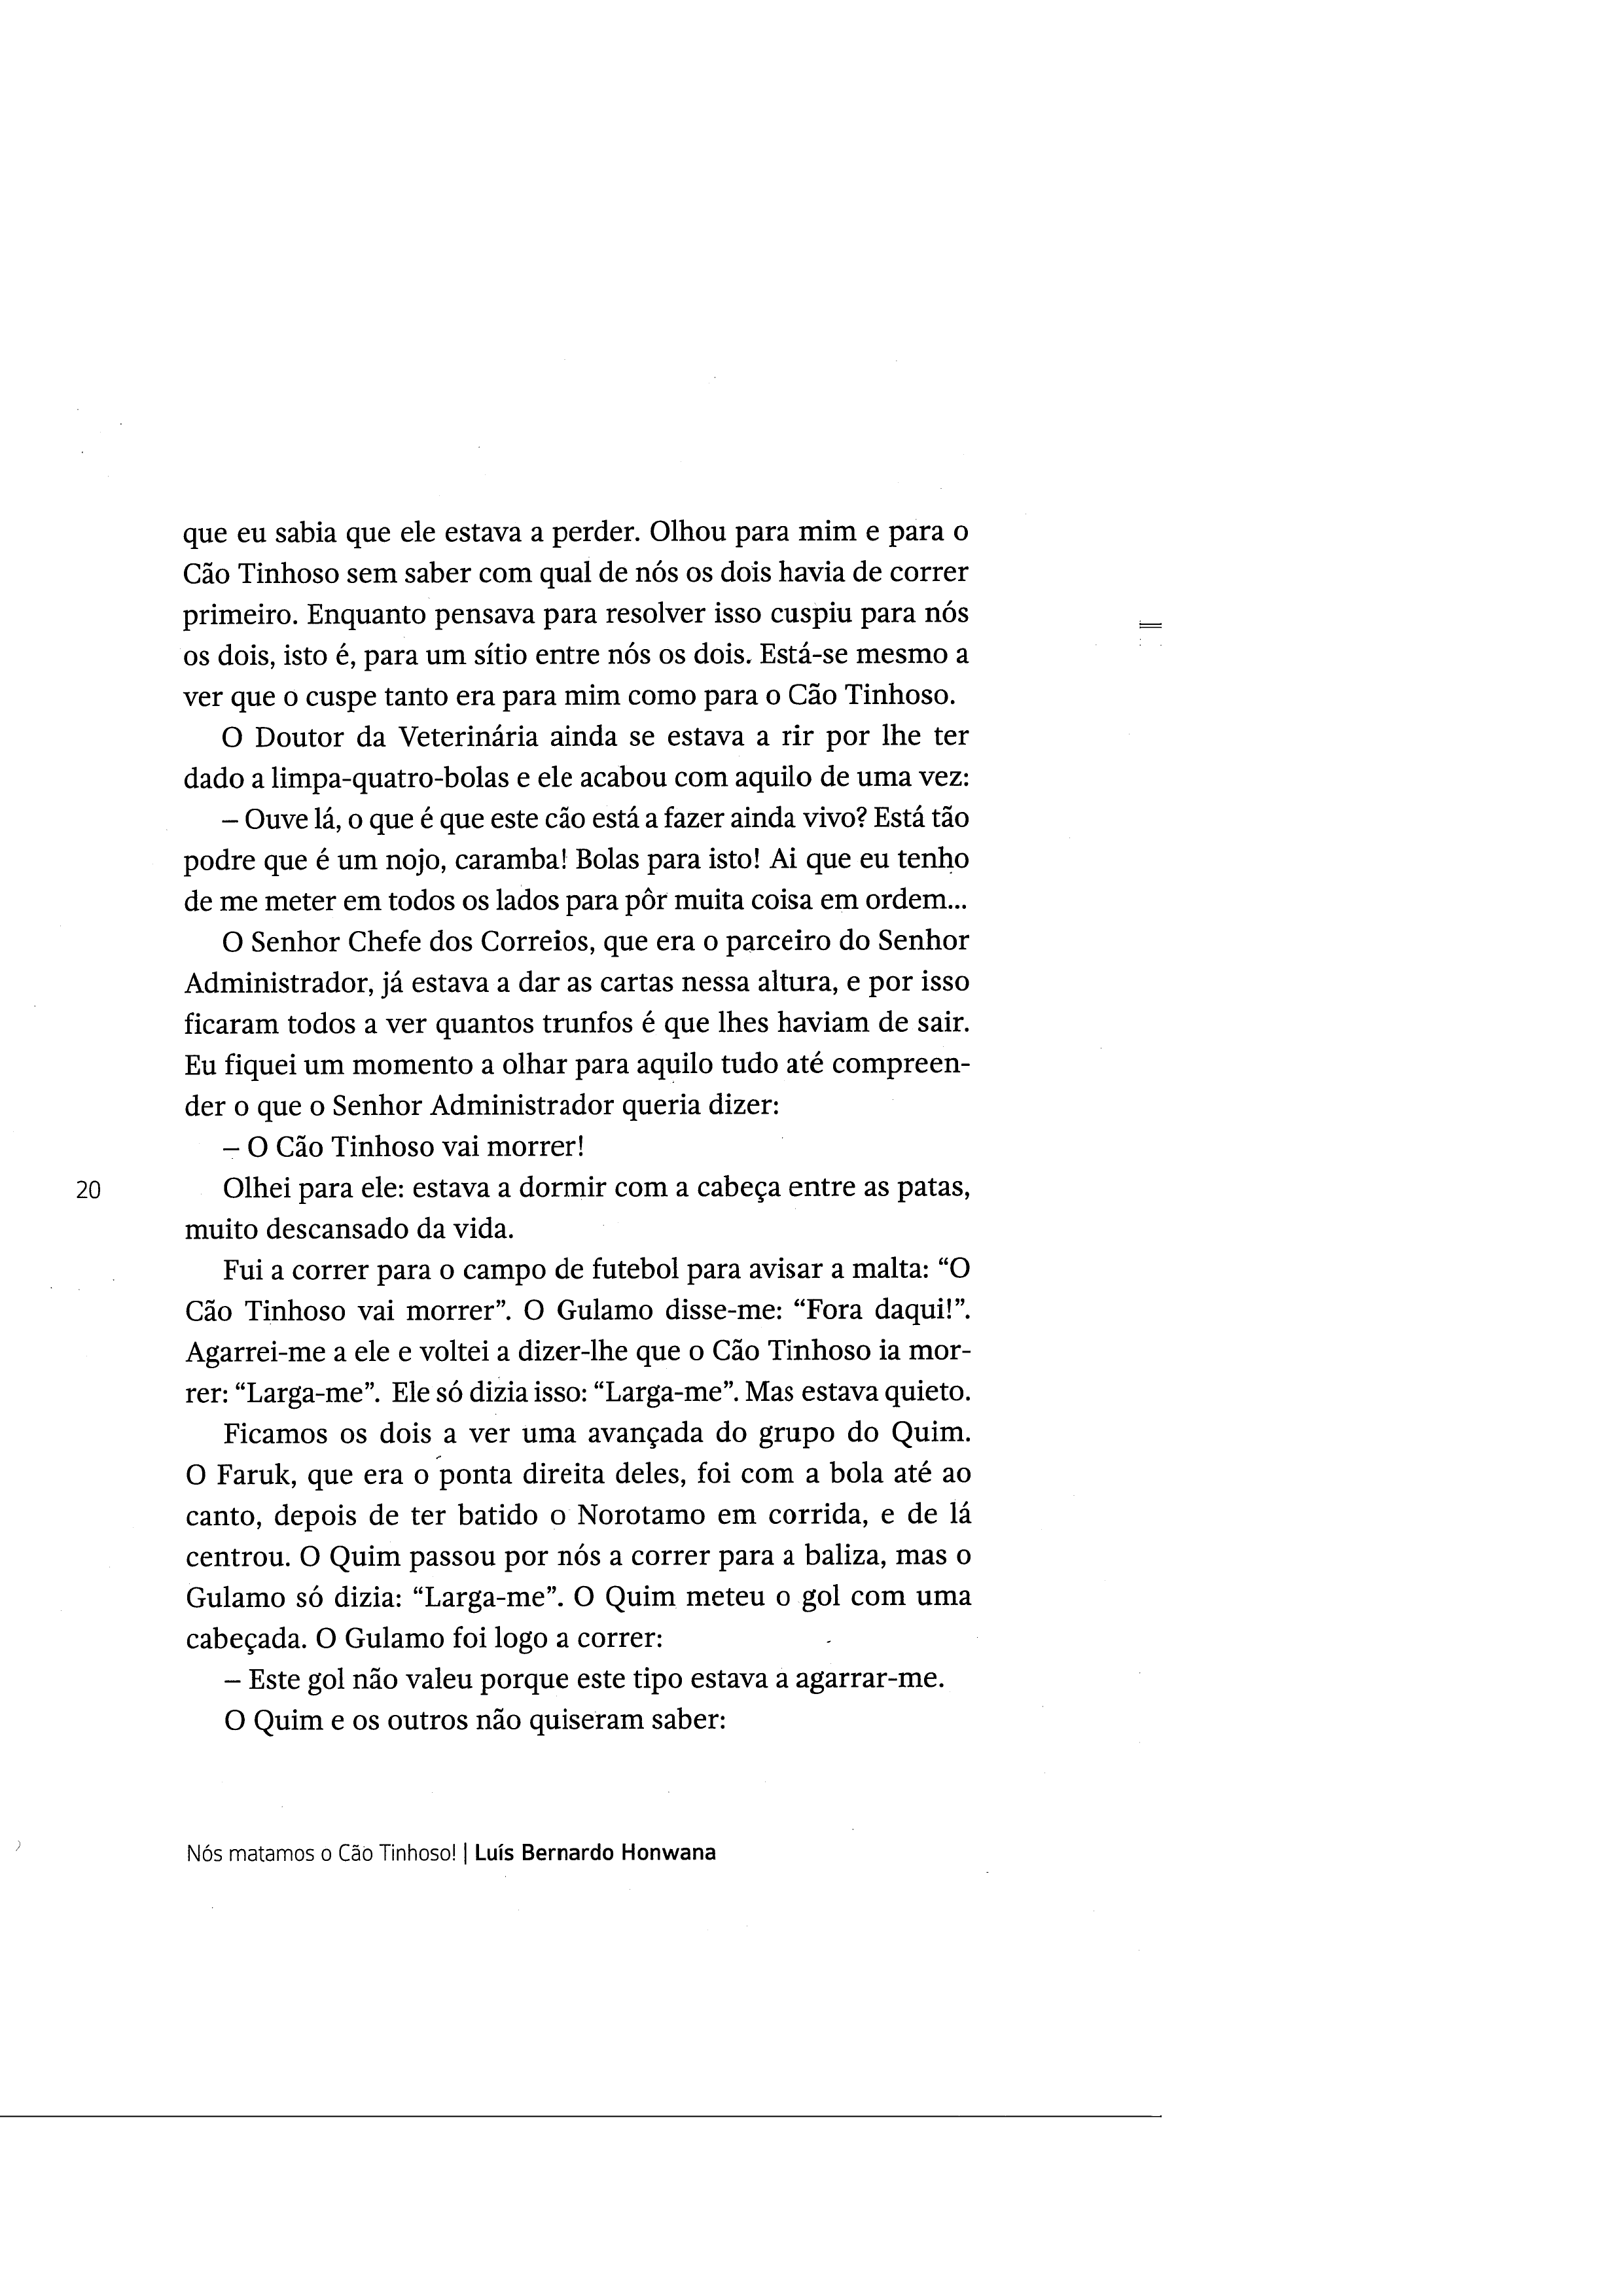 que eu sabia que ele estava a perder. Olhou para mim e para o
Cão Tinhoso sem saber com qual de nós os dois havia de correr
primeiro. Enquanto pensava para resolver isso cuspiu para nós
os dois, isto é, para um sítio entre nós os dois. Está-se mesmo a
ver que o cuspe tanto era para mim como para o Cão Tinhoso.
O Doutor da Veterinária ainda se estava a rir por lhe ter
dado a limpa-quatro-bolas e ele acabou com aquilo de uma vez:
– Ouve lá, o que é que este cão está a fazer ainda vivo? Está tão
podre que é um nojo, caramba! Bolas para isto! Ai que eu tenho
de me meter em todos os lados para pôr muita coisa em ordem...
O Senhor Chefe dos Correios, que era o parceiro do Senhor
Administrador, já estava a dar as cartas nessa altura, e por isso
ficaram todos a ver quantos trunfos é que lhes haviam de sair.
Eu fiquei um momento a olhar para aquilo tudo até compreen-
der o que o Senhor Administrador queria dizer:
– O Cão Tinhoso vai morrer!
20
Olhei para ele: estava a dormir com a cabeça entre as patas,
muito descansado da vida.
Fui a correr para o campo de futebol para avisar a malta: “O
Cão Tinhoso vai morrer”. O Gulamo disse-me: “Fora daqui!”.
Agarrei-me a ele e voltei a dizer-lhe que o Cão Tinhoso ia mor-
rer: “Larga-me”. Ele só dizia isso: “Larga-me”. Mas estava quieto.
Ficamos os dois a ver uma avançada do grupo do Quim.
O Faruk, que era o ponta direita deles, foi com a bola até ao
canto, depois de ter batido o Norotamo em corrida, e de lá
centrou. O Quim passou por nós a correr para a baliza, mas o
Gulamo só dizia: “Larga-me”. O Quim meteu o gol com uma
cabeçada. O Gulamo foi logo a correr:
– Este gol não valeu porque este tipo estava a agarrar-me.
O Quim e os outros não quiseram saber:
Nós matamos o Cão Tinhoso! | Luís Bernardo Honwana